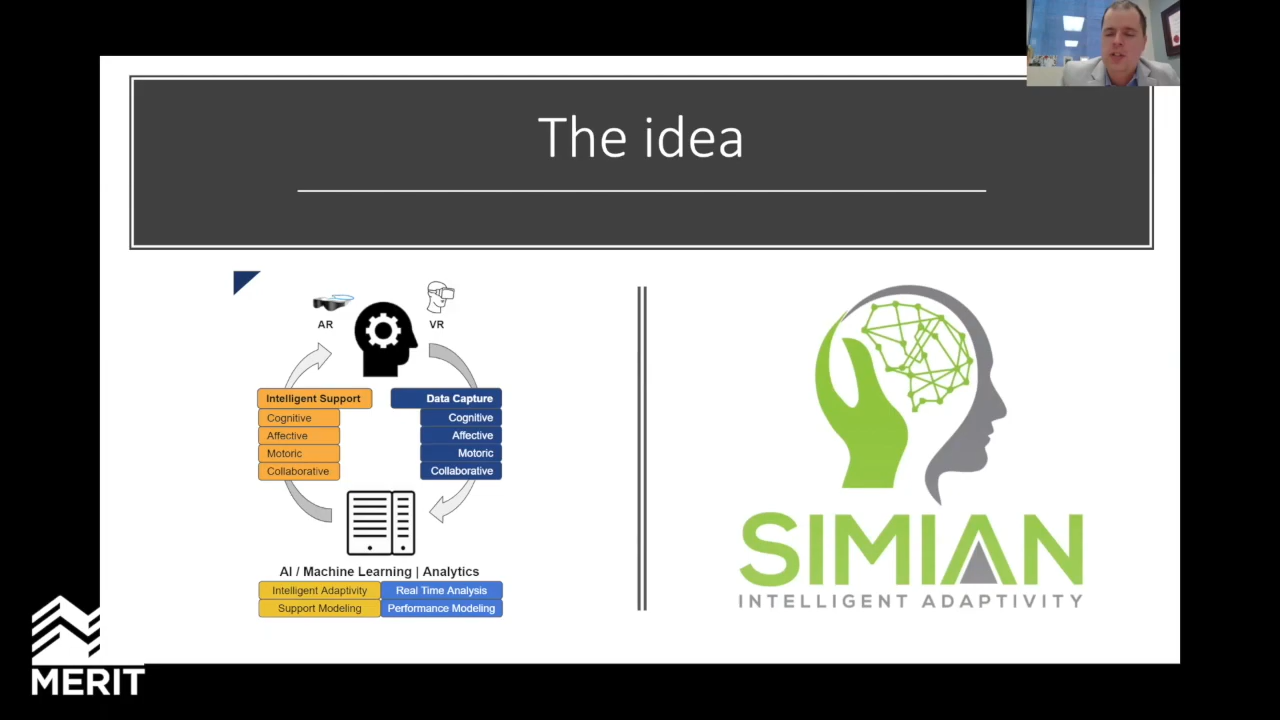 The idea
AR
VR
Intelligent Support
Cognitive
Affective
Motoric
Collaborative
Data Capture
Cognitive
Affective
Motoric
Collaborative
AI / Machine Learning | Analytics
Intelligent Adaptivity
Real Time Analysis
Support Modeling
Performance Modeling
SIMIAN
INTELLIGENT ADAPTIVITY
MERIT